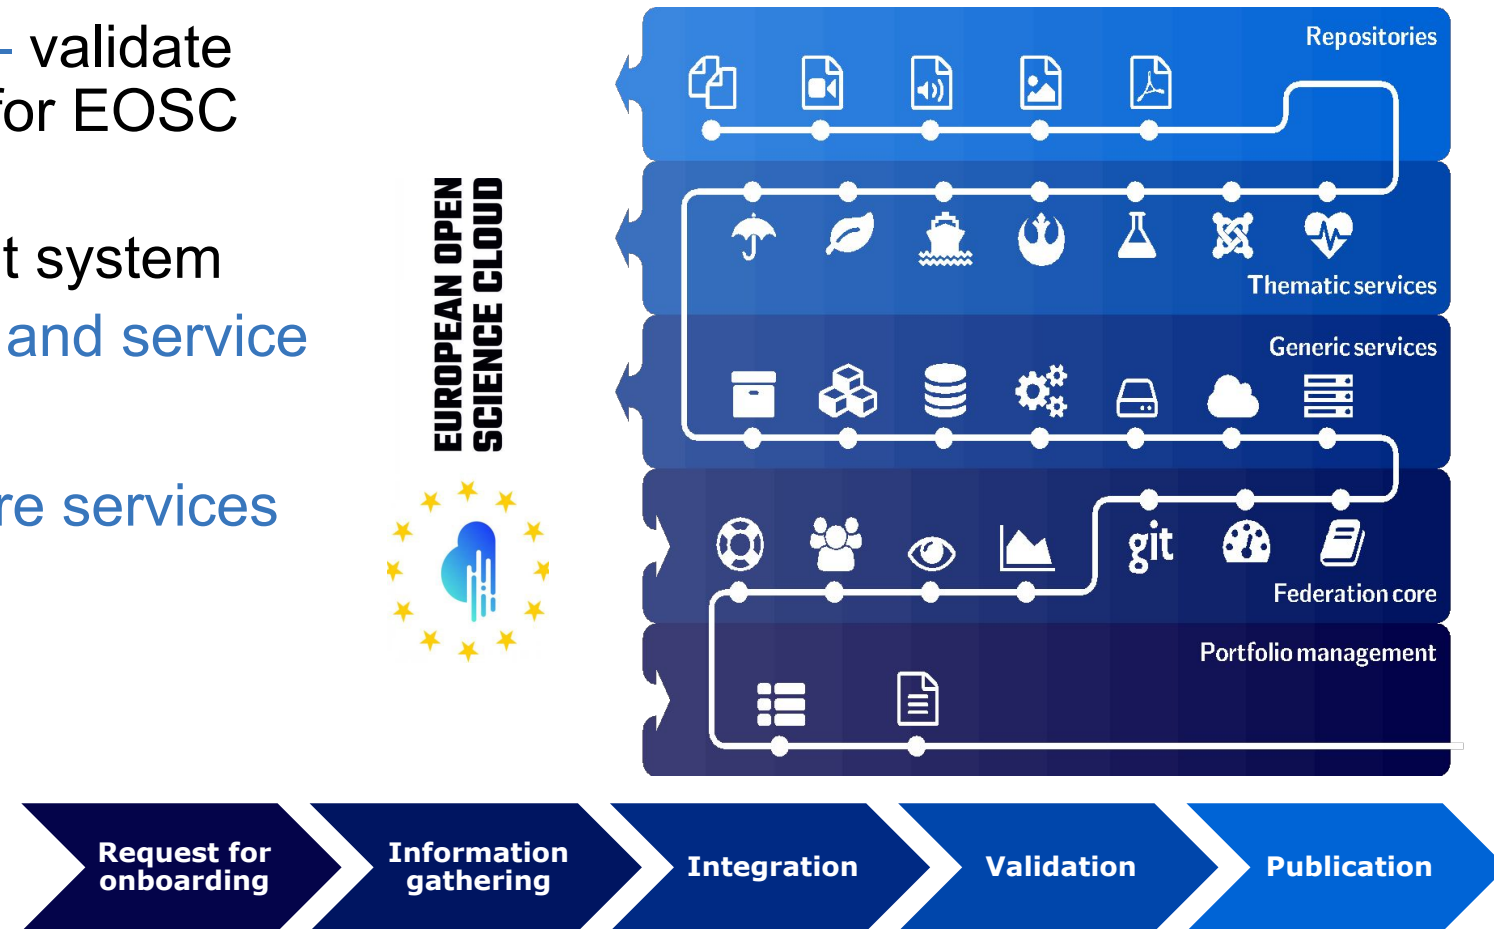 - validate
for EOSC
t system
and service
re services
EUROPEAN OPEN
SCIENCE CLOUD
Repositories
Thematic services
Generic services
git
Federation core
Portfolio management
Request for
onboarding
Information
gathering
Integration
Validation
Publication